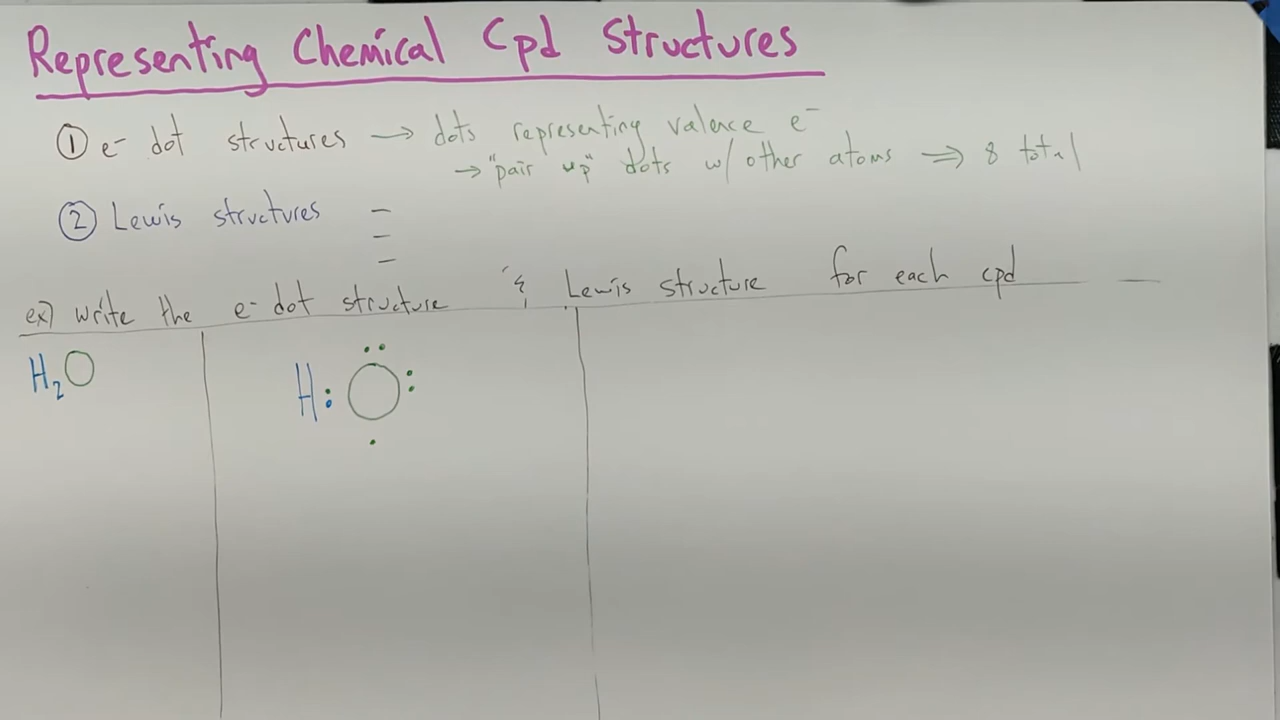 Representing Chemical Cpd Structures
① e⁻ dot structures → dots representing valence e⁻
→ "pair up" dots w/ other atoms ⇒ 8 total
② Lewis structures
ex) write the e⁻ dot structure & Lewis structure for each cpd
H₂O
H:O